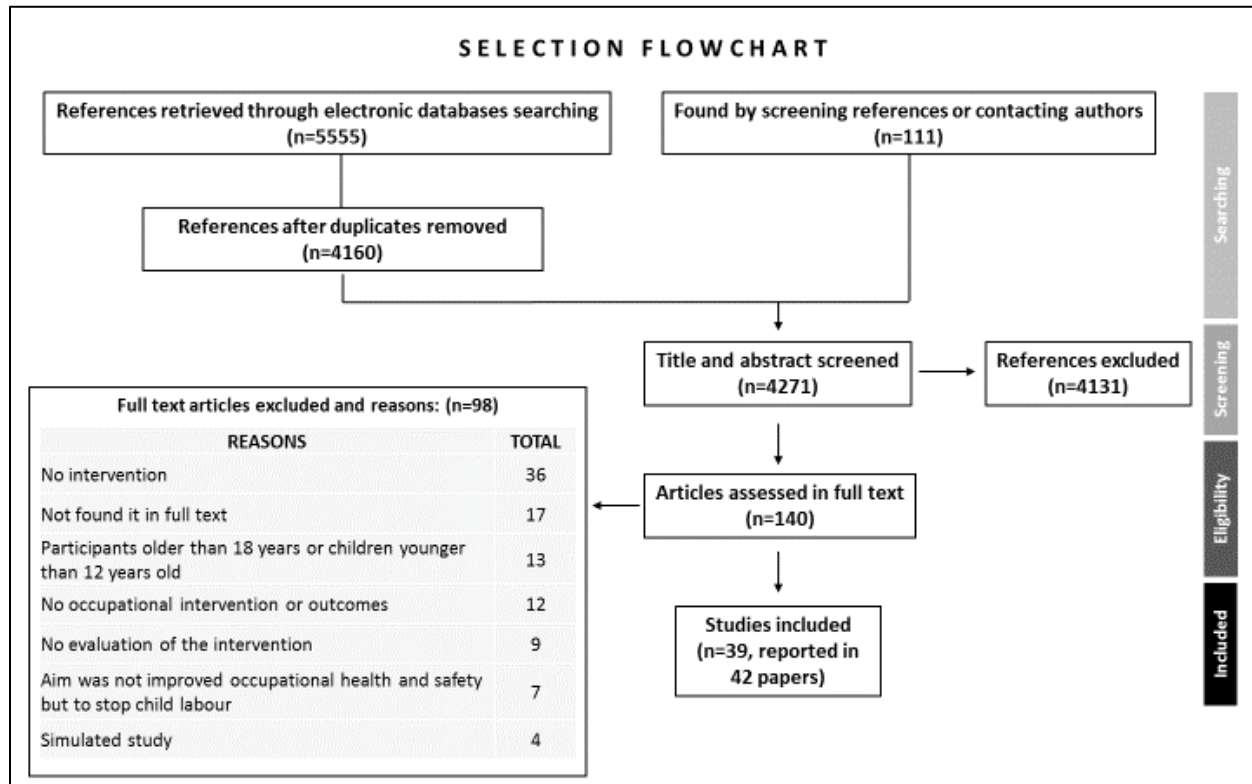 SELECTION FLOWCHART
References retrieved through electronic databases searching
(n=5555)
Found by screening references or contacting authors
(n=111)
References after duplicates removed
(n=4160)
Title and abstract screened
(n=4271)
References excluded
(n=4131)
Articles assessed in full text
(n=140)
Full text articles excluded and reasons: (n=98)
REASONS TOTAL
No intervention 36
Not found it in full text 17
Participants older than 18 years or children younger
than 12 years old 13
No occupational intervention or outcomes 12
No evaluation of the intervention 9
Aim was not improved occupational health and safety
but to stop child labour 7
Simulated study 4
Studies included
(n=39, reported in
42 papers)
Searching
Screening
Eligibility
Included